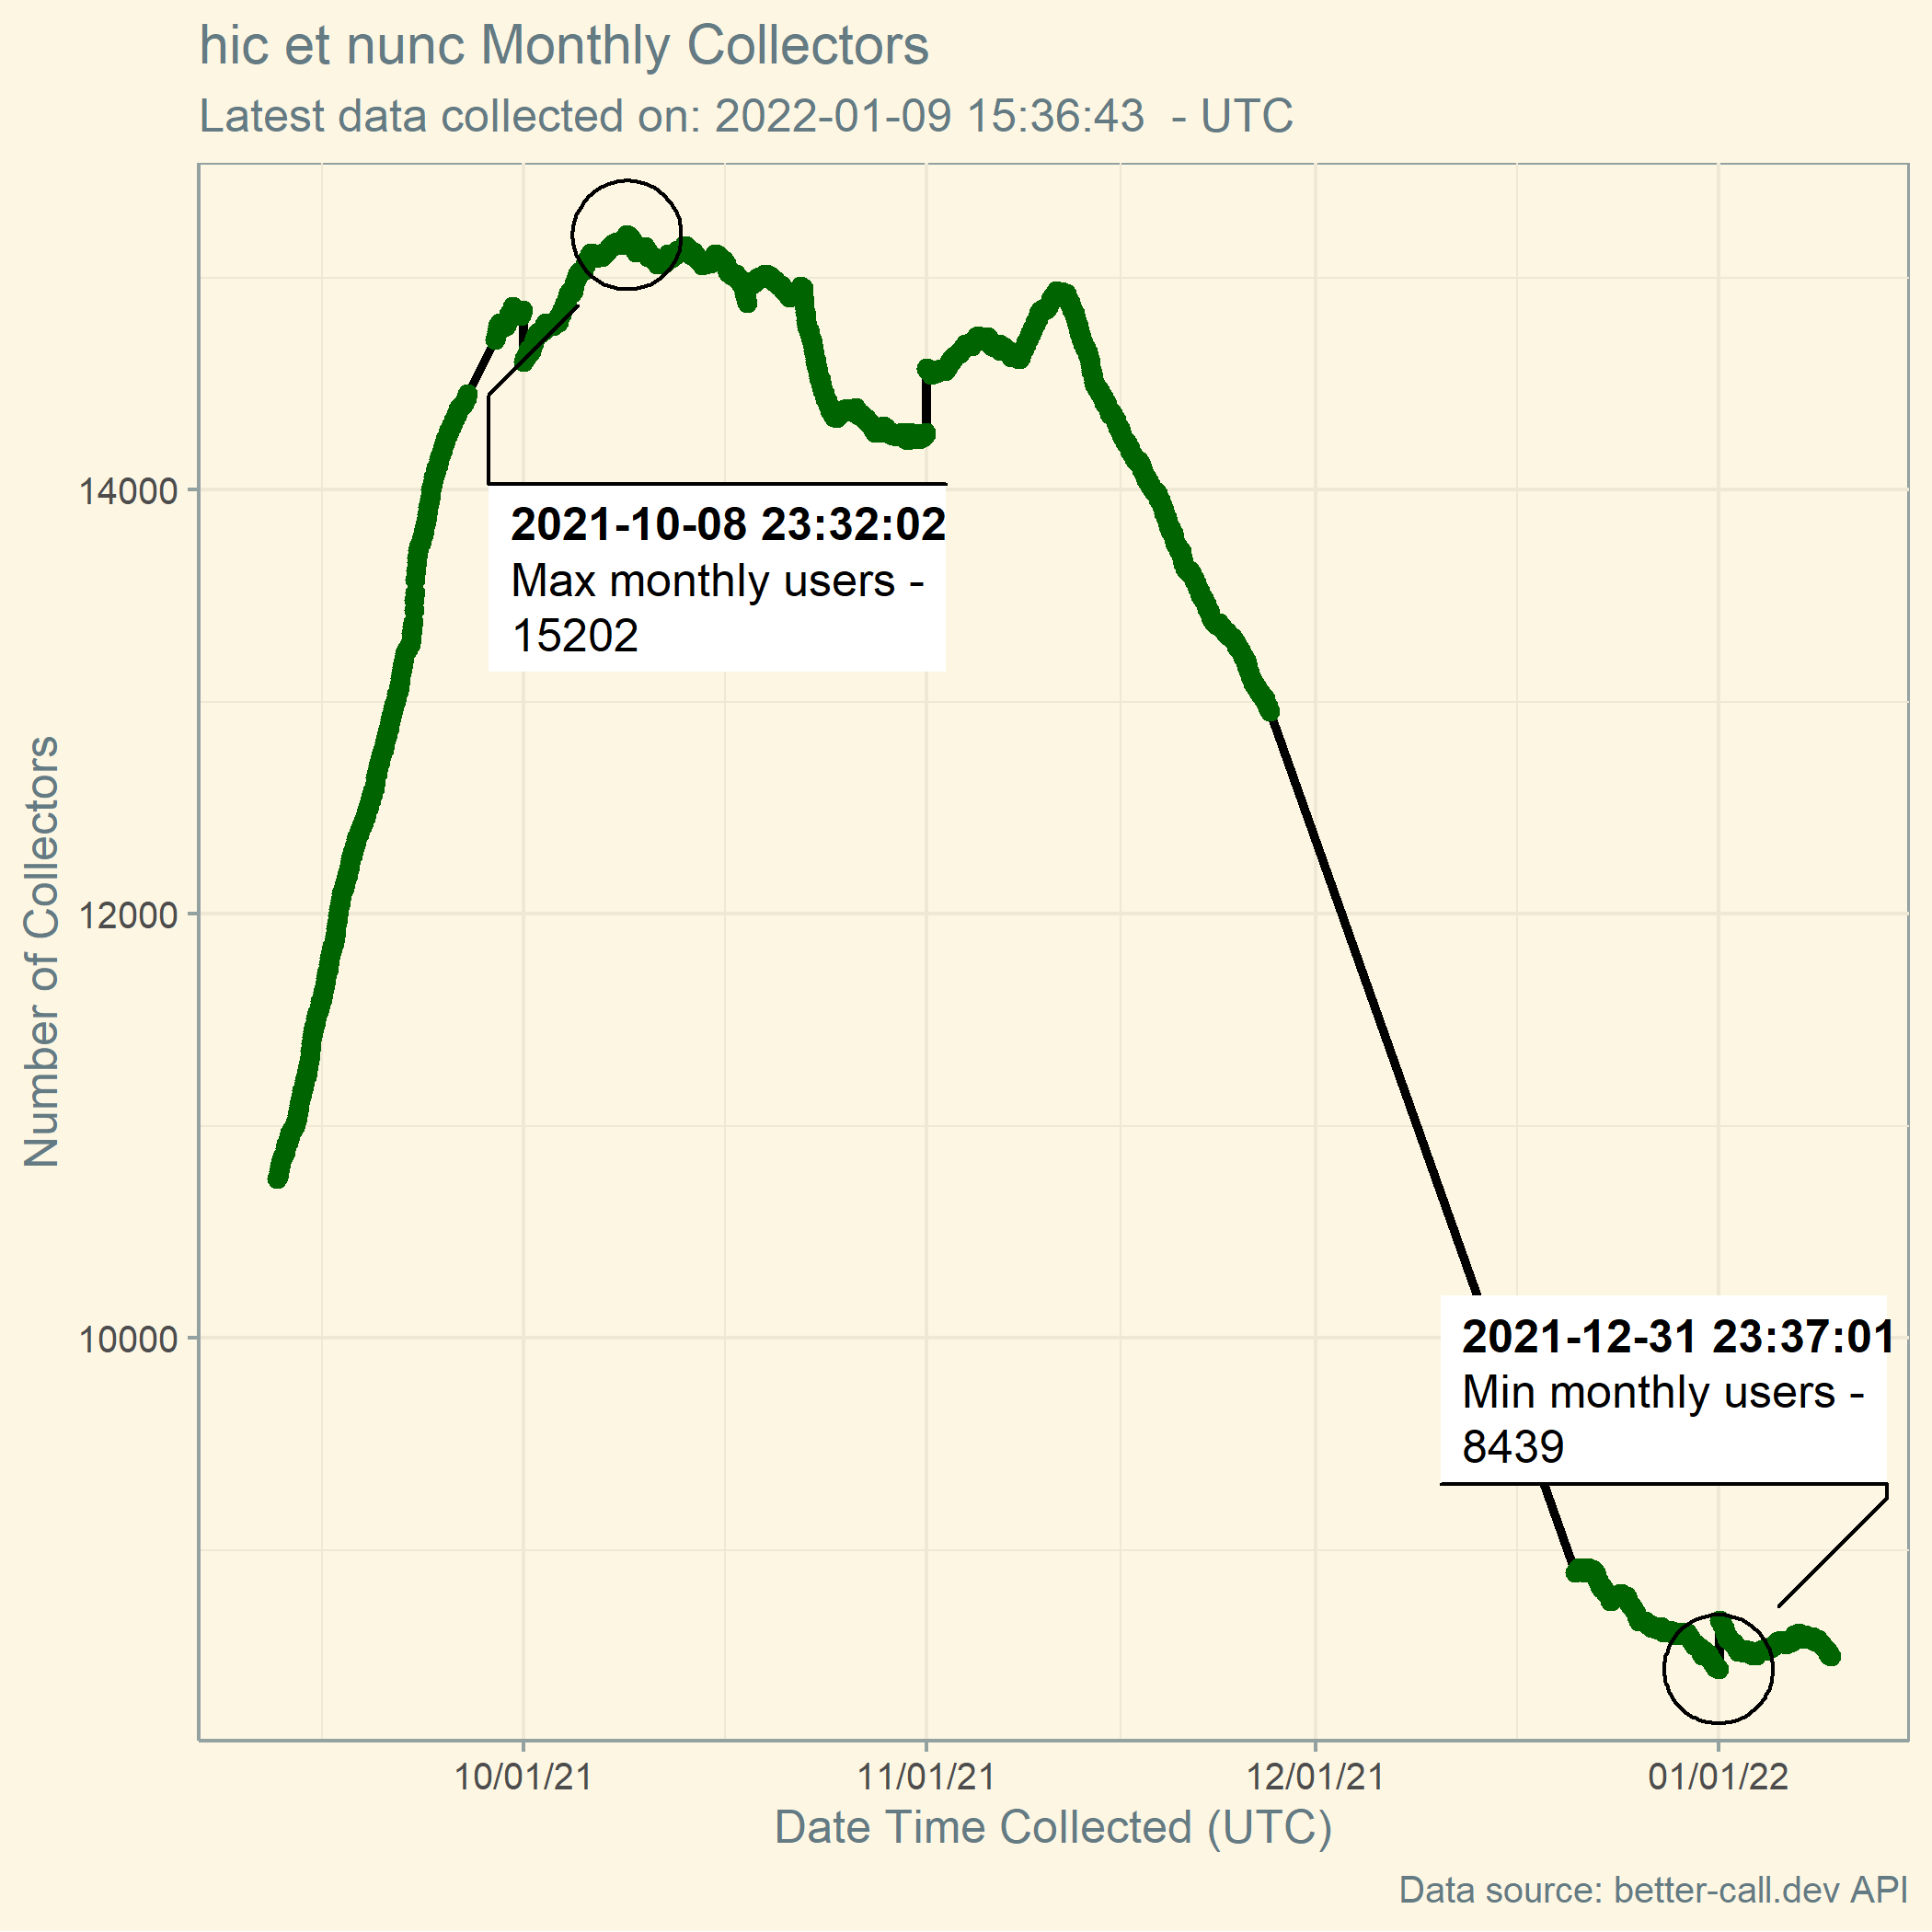 hic et nunc Monthly Collectors
Latest data collected on: 2022-01-09 15:36:43  - UTC
Number of Collectors
14000
12000
10000
2021-10-08 23:32:02
Max monthly users -
15202
2021-12-31 23:37:01
Min monthly users -
8439
10/01/21
11/01/21
12/01/21
01/01/22
Date Time Collected (UTC)
Data source: better-call.dev API